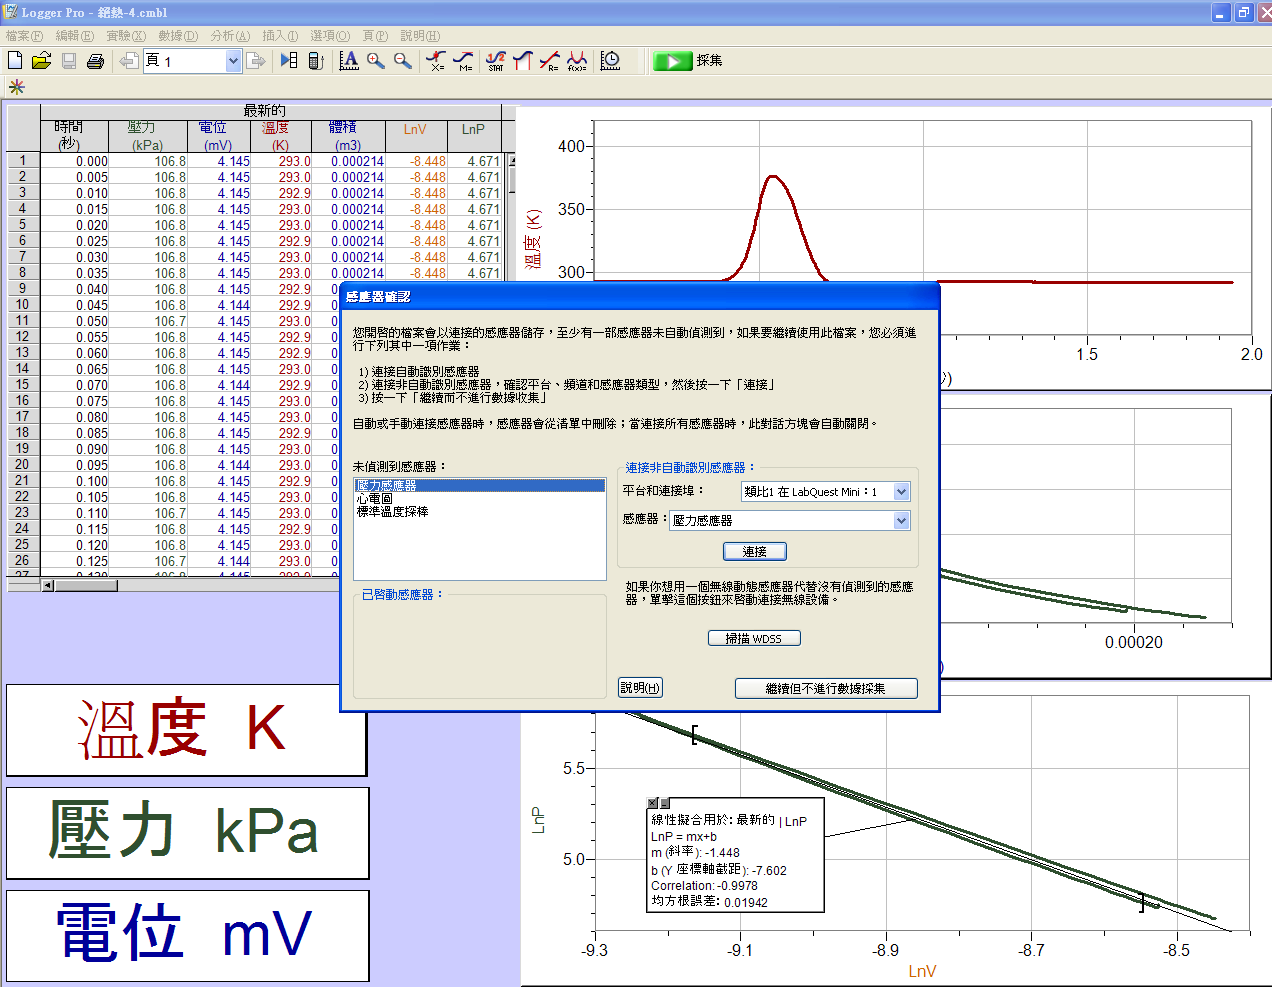 Logger Pro - 絕熱-4.cmbl
檔案(F) 編輯(E) 實驗(X) 數據(D) 分析(A) 插入(I) 選項(O) 頁(P) 說明(H)
頁 1
採集
最新的
時間 壓力 電位 溫度 體積 LnV LnP
(秒) (kPa) (mV) (K) (m3)
1 0.000 106.8 4.145 293.0 0.000214 -8.448 4.671
2 0.005 106.8 4.145 293.0 0.000214 -8.448 4.671
3 0.010 106.8 4.145 292.9 0.000214 -8.448 4.671
4 0.015 106.8 4.145 293.0 0.000214 -8.448 4.671
5 0.020 106.8 4.145 293.0 0.000214 -8.448 4.671
6 0.025 106.8 4.145 292.9 0.000214 -8.448 4.671
7 0.030 106.8 4.145 293.0 0.000214 -8.448 4.671
8 0.035 106.8 4.145 293.0 0.000214 -8.448 4.671
9 0.040 106.8 4.145 292.9
10 0.045 106.8 4.144 292.9
11 0.050 106.7 4.145 293.0
12 0.055 106.8 4.145 292.9
13 0.060 106.8 4.145 292.9
14 0.065 106.8 4.145 293.0
15 0.070 106.8 4.144 292.9
16 0.075 106.8 4.145 293.0
17 0.080 106.8 4.145 293.0
18 0.085 106.8 4.145 292.9
19 0.090 106.8 4.145 293.0
20 0.095 106.8 4.144 293.0
21 0.100 106.8 4.145 292.9
22 0.105 106.8 4.145 293.0
23 0.110 106.7 4.145 293.0
24 0.115 106.8 4.145 292.9
25 0.120 106.8 4.145 293.0
26 0.125 106.7 4.144 293.0
溫度 K
壓力 kPa
電位 mV
400
350
300
溫度 (K)
1.5 2.0
感應器確認
您開啓的檔案會以連接的感應器儲存，至少有一部感應器未自動偵測到，如果要繼續使用此檔案，您必須進
行下列其中一項作業：
1) 連接自動識別感應器
2) 連接非自動識別感應器，確認平台、頻道和感應器類型，然後按一下「連接」
3) 按一下「繼續而不進行數據收集」
自動或手動連接感應器時，感應器會從清單中刪除；當連接所有感應器時，此對話方塊會自動關閉。
未偵測到感應器：
壓力感應器
心電圖
標準溫度探棒
已啓動感應器：
連接非自動識別感應器：
平台和連接埠： 類比1 在 LabQuest Mini：1
感應器： 壓力感應器
連接
如果你想用一個無線動態感應器代替沒有偵測到的感應
器，單擊這個按鈕來啓動連接無線設備。
掃描 WDSS
說明(H)
繼續但不進行數據採集
0.00020
5.5
5.0
LnP
線性擬合用於: 最新的 | LnP
LnP = mx+b
m (斜率): -1.448
b (Y 座標軸截距): -7.602
Correlation: -0.9978
均方根誤差: 0.01942
-9.3 -9.1 -8.9 -8.7 -8.5
LnV